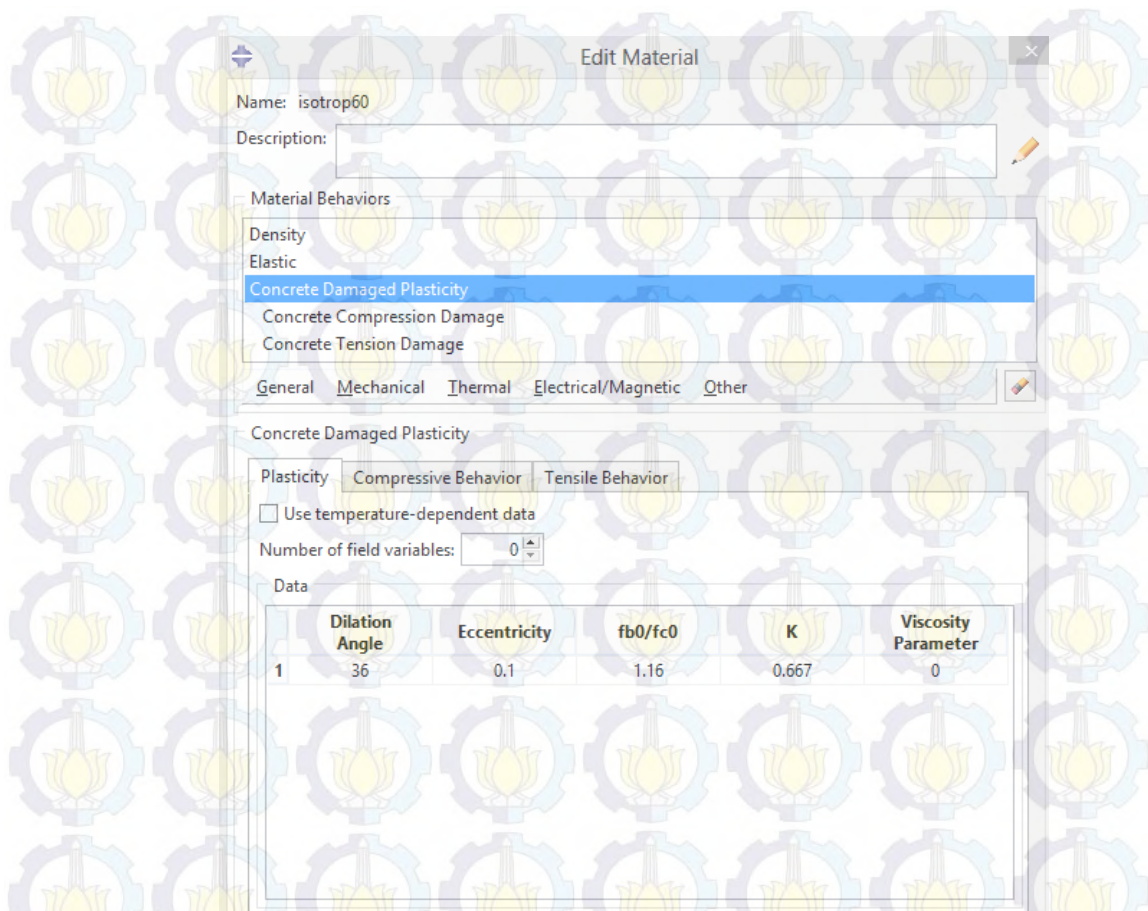 Edit Material
Name: isotrop60
Description:
Material Behaviors
Density
Elastic
Concrete Damaged Plasticity
Concrete Compression Damage
Concrete Tension Damage
General Mechanical Thermal Electrical/Magnetic Other
Concrete Damaged Plasticity
Plasticity Compressive Behavior Tensile Behavior
Use temperature-dependent data
Number of field variables: 0
Data
Dilation Angle Eccentricity fb0/fc0 K Viscosity Parameter
1 36 0.1 1.16 0.667 0